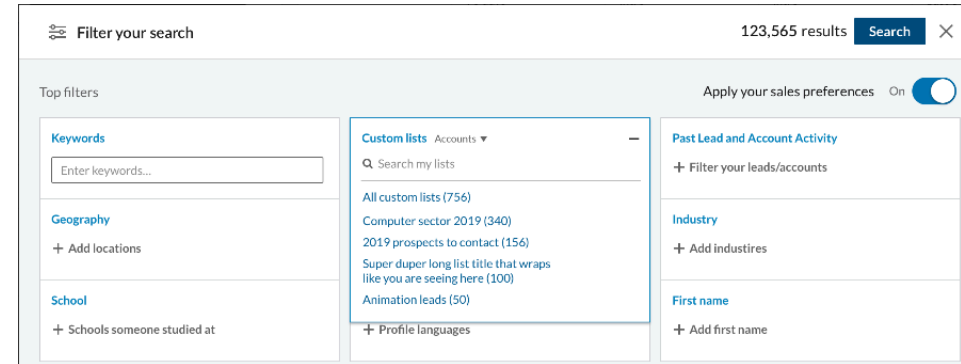 Filter your search
123,565 results
Search
Top filters
Apply your sales preferences On
Keywords
Enter keywords...
Geography
+ Add locations
School
+ Schools someone studied at
Custom lists Accounts ▼
Search my lists
All custom lists (756)
Computer sector 2019 (340)
2019 prospects to contact (156)
Super duper long list title that wraps
like you are seeing here (100)
Animation leads (50)
+ Profile languages
Past Lead and Account Activity
+ Filter your leads/accounts
Industry
+ Add industires
First name
+ Add first name